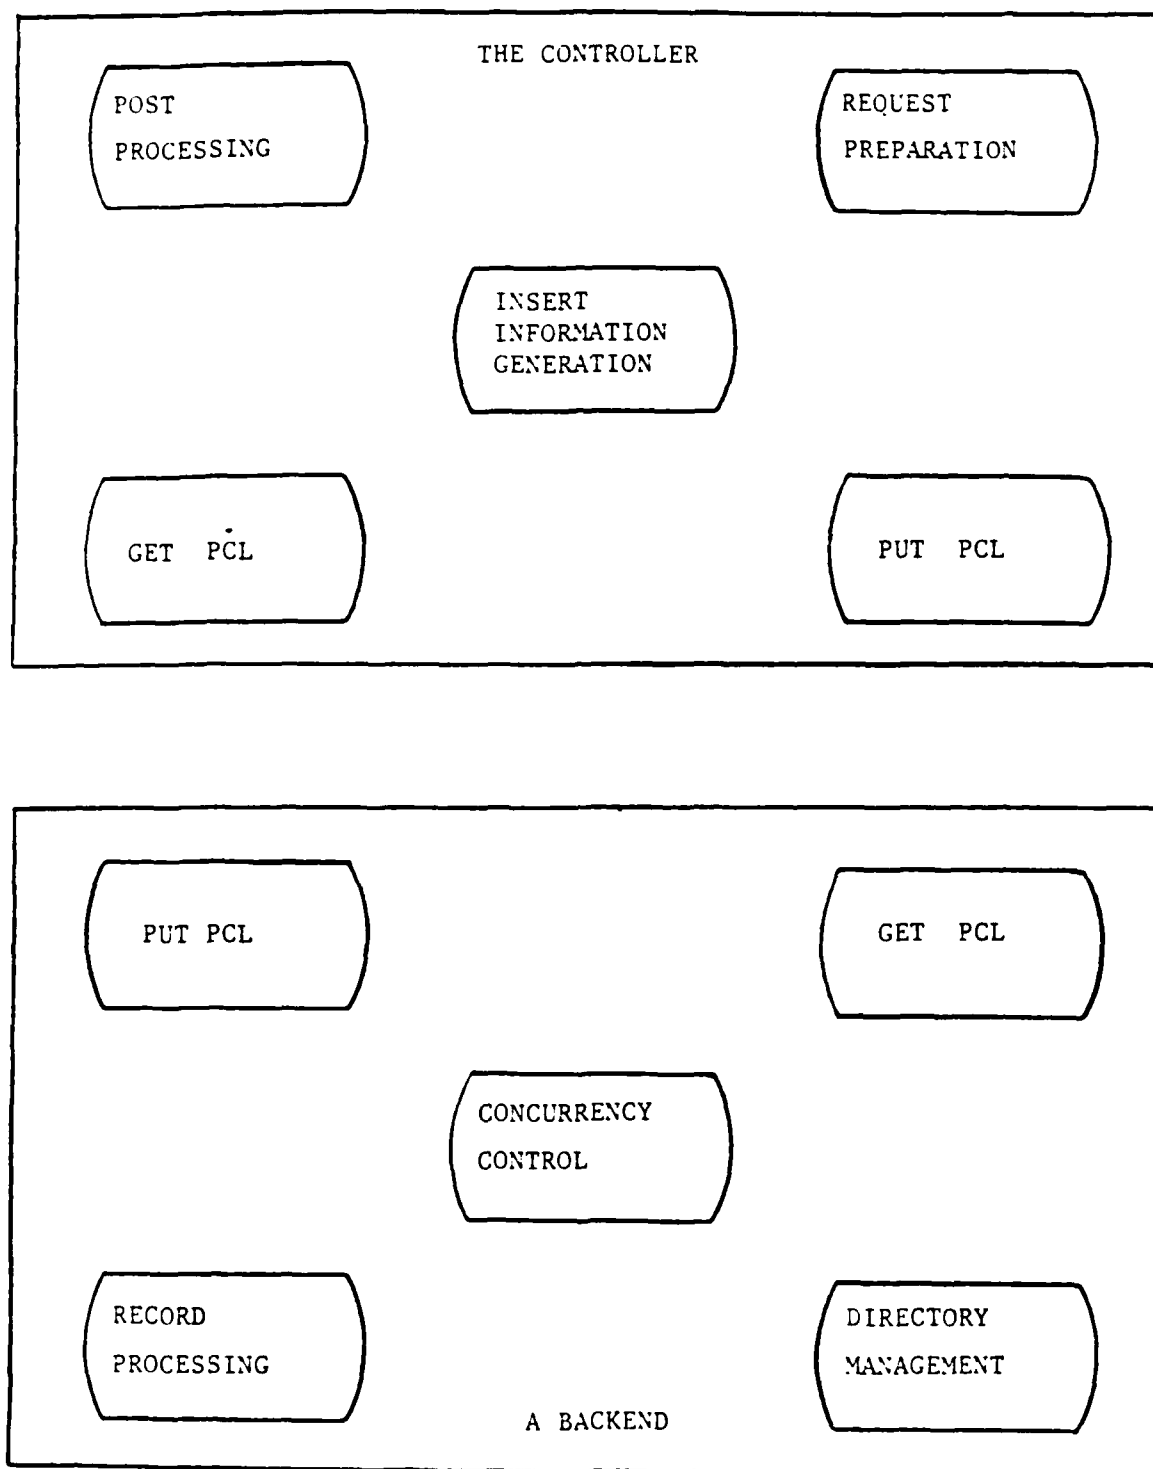 THE CONTROLLER
POST
PROCESSING
REQUEST
PREPARATION
INSERT
INFORMATION
GENERATION
GET PCL
PUT PCL
PUT PCL
GET PCL
CONCURRENCY
CONTROL
RECORD
PROCESSING
DIRECTORY
MANAGEMENT
A BACKEND